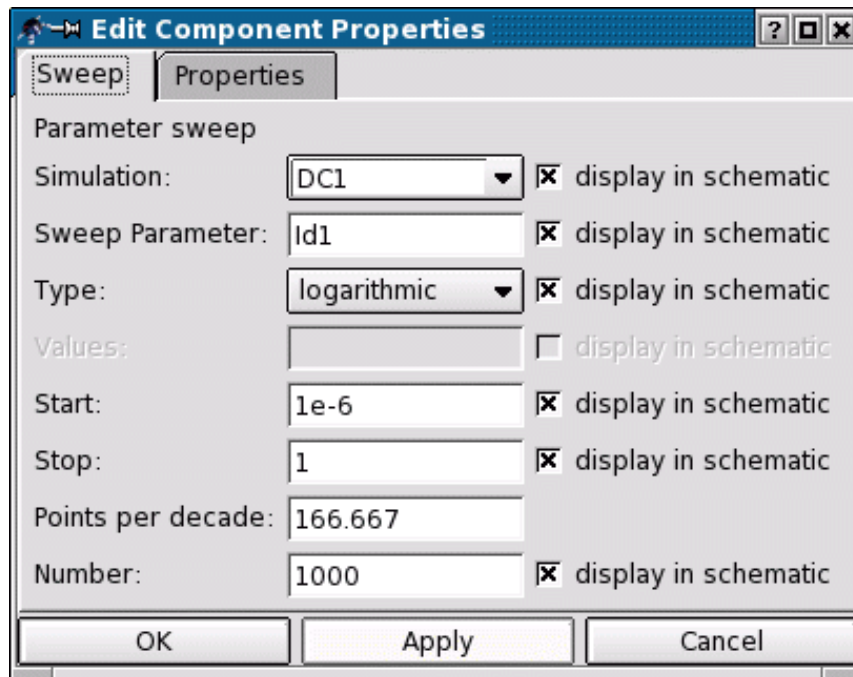 Edit Component Properties ?
Sweep Properties
Parameter sweep
Simulation: DC1 display in schematic
Sweep Parameter: Id1 display in schematic
Type: logarithmic display in schematic
Values: display in schematic
Start: 1e-6 display in schematic
Stop: 1 display in schematic
Points per decade: 166.667
Number: 1000 display in schematic
OK Apply Cancel